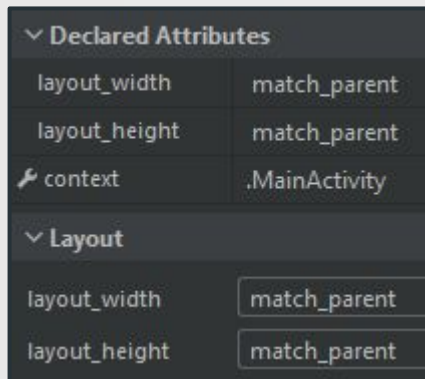 Declared Attributes
layout_width match_parent
layout_height match_parent
context .MainActivity
Layout
layout_width match_parent
layout_height match_parent